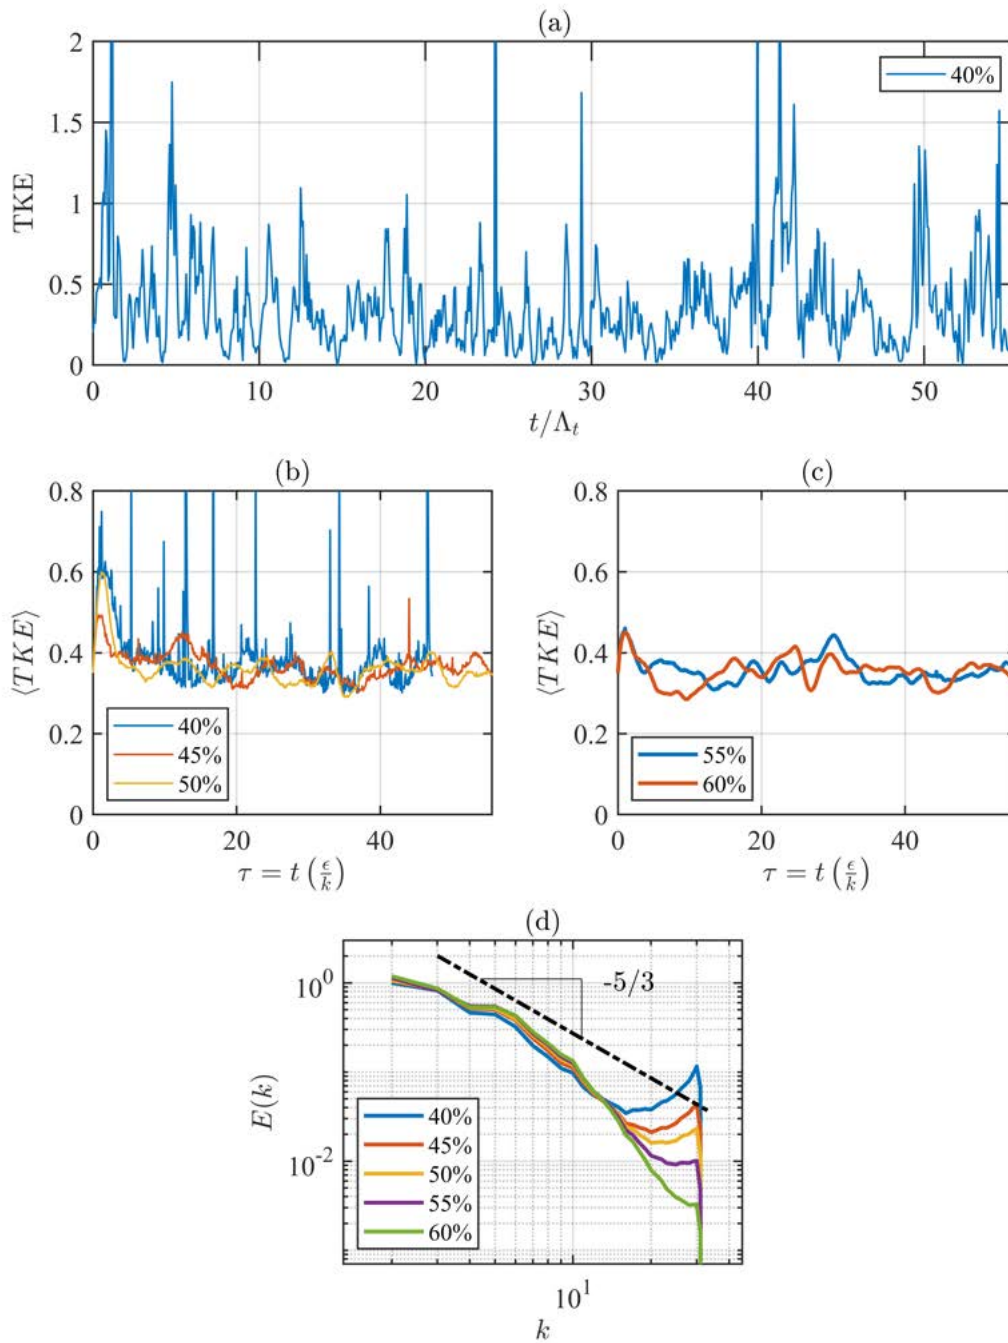 (a)
2
1.5
1
0.5
0
TKE
40%
0 10 20 30 40 50
t/Λ_t
(b)
0.8
0.6
0.4
0.2
0
⟨TKE⟩
40%
45%
50%
0 20 40
τ = t (ϵ/k)
(c)
0.8
0.6
0.4
0.2
0
⟨TKE⟩
55%
60%
0 20 40
τ = t (ϵ/k)
(d)
10^0
10^-2
E(k)
-5/3
40%
45%
50%
55%
60%
10^1
k